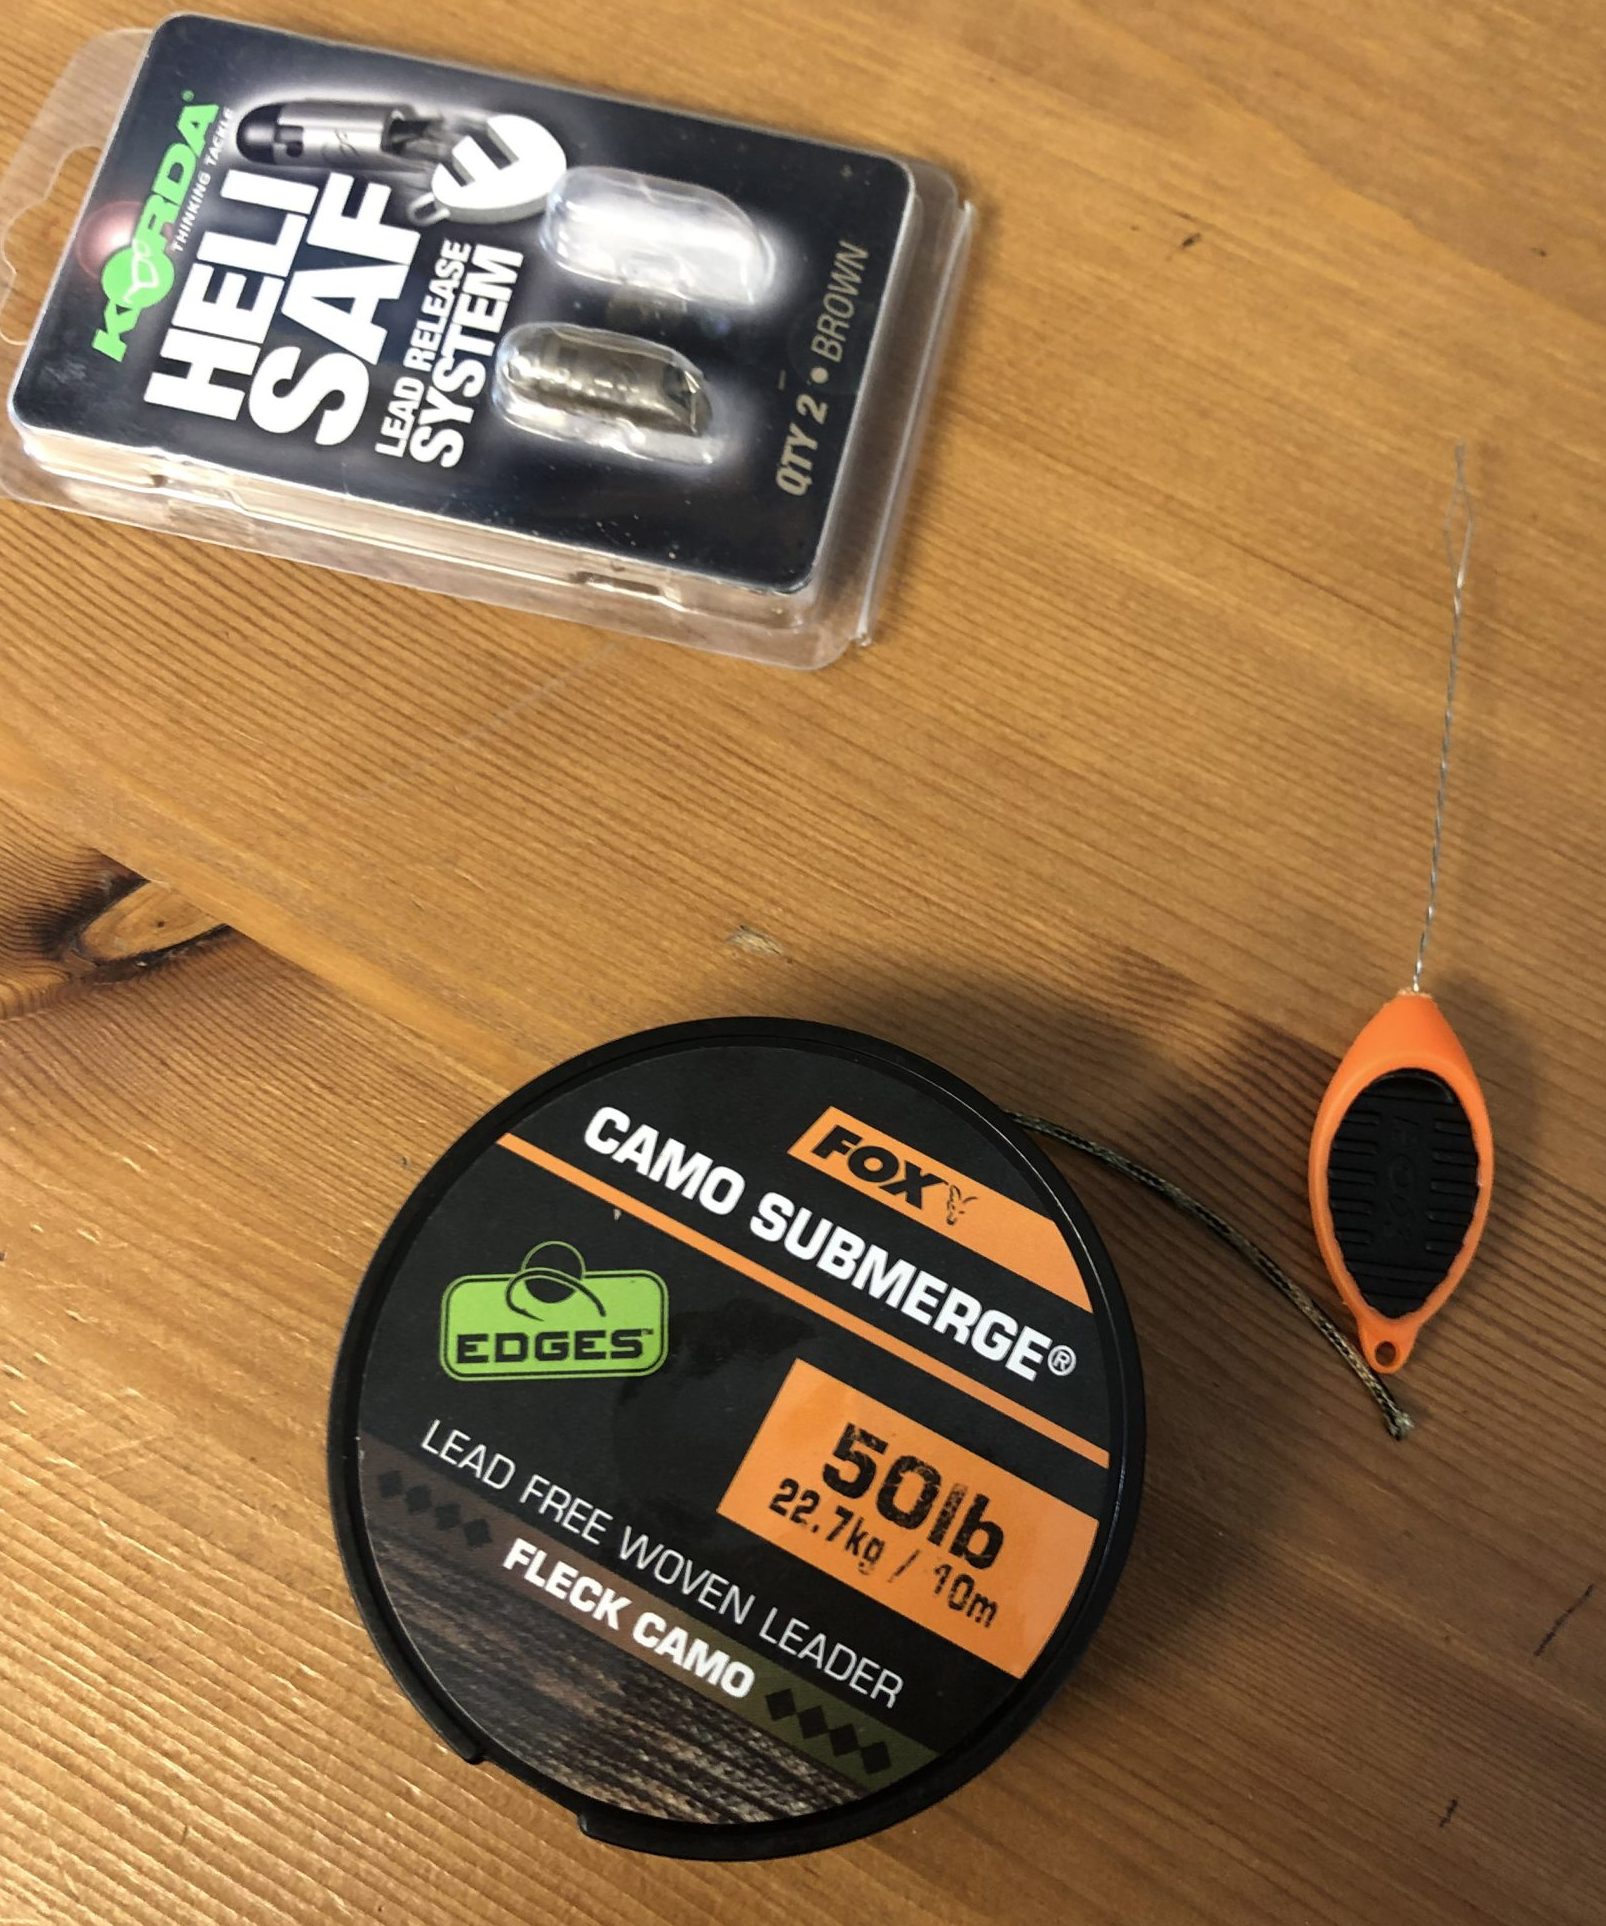 KORDA®
THINKING TACKLE
HELI
SAFE
LEAD RELEASE
SYSTEM
QTY 2 • BROWN
FOX
CAMO SUBMERGE®
EDGES™
50lb
22.7kg / 10m
LEAD FREE WOVEN LEADER
FLECK CAMO